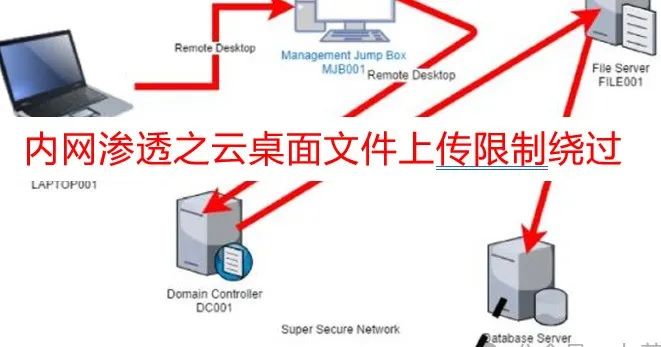 Remote Desktop
Management Jump Box
MJB001
Remote Desktop
File Server
FILE001
内网渗透之云桌面文件上传限制绕过
LAPTOP001
Domain Controller
DC001
Super Secure Network
Database Server